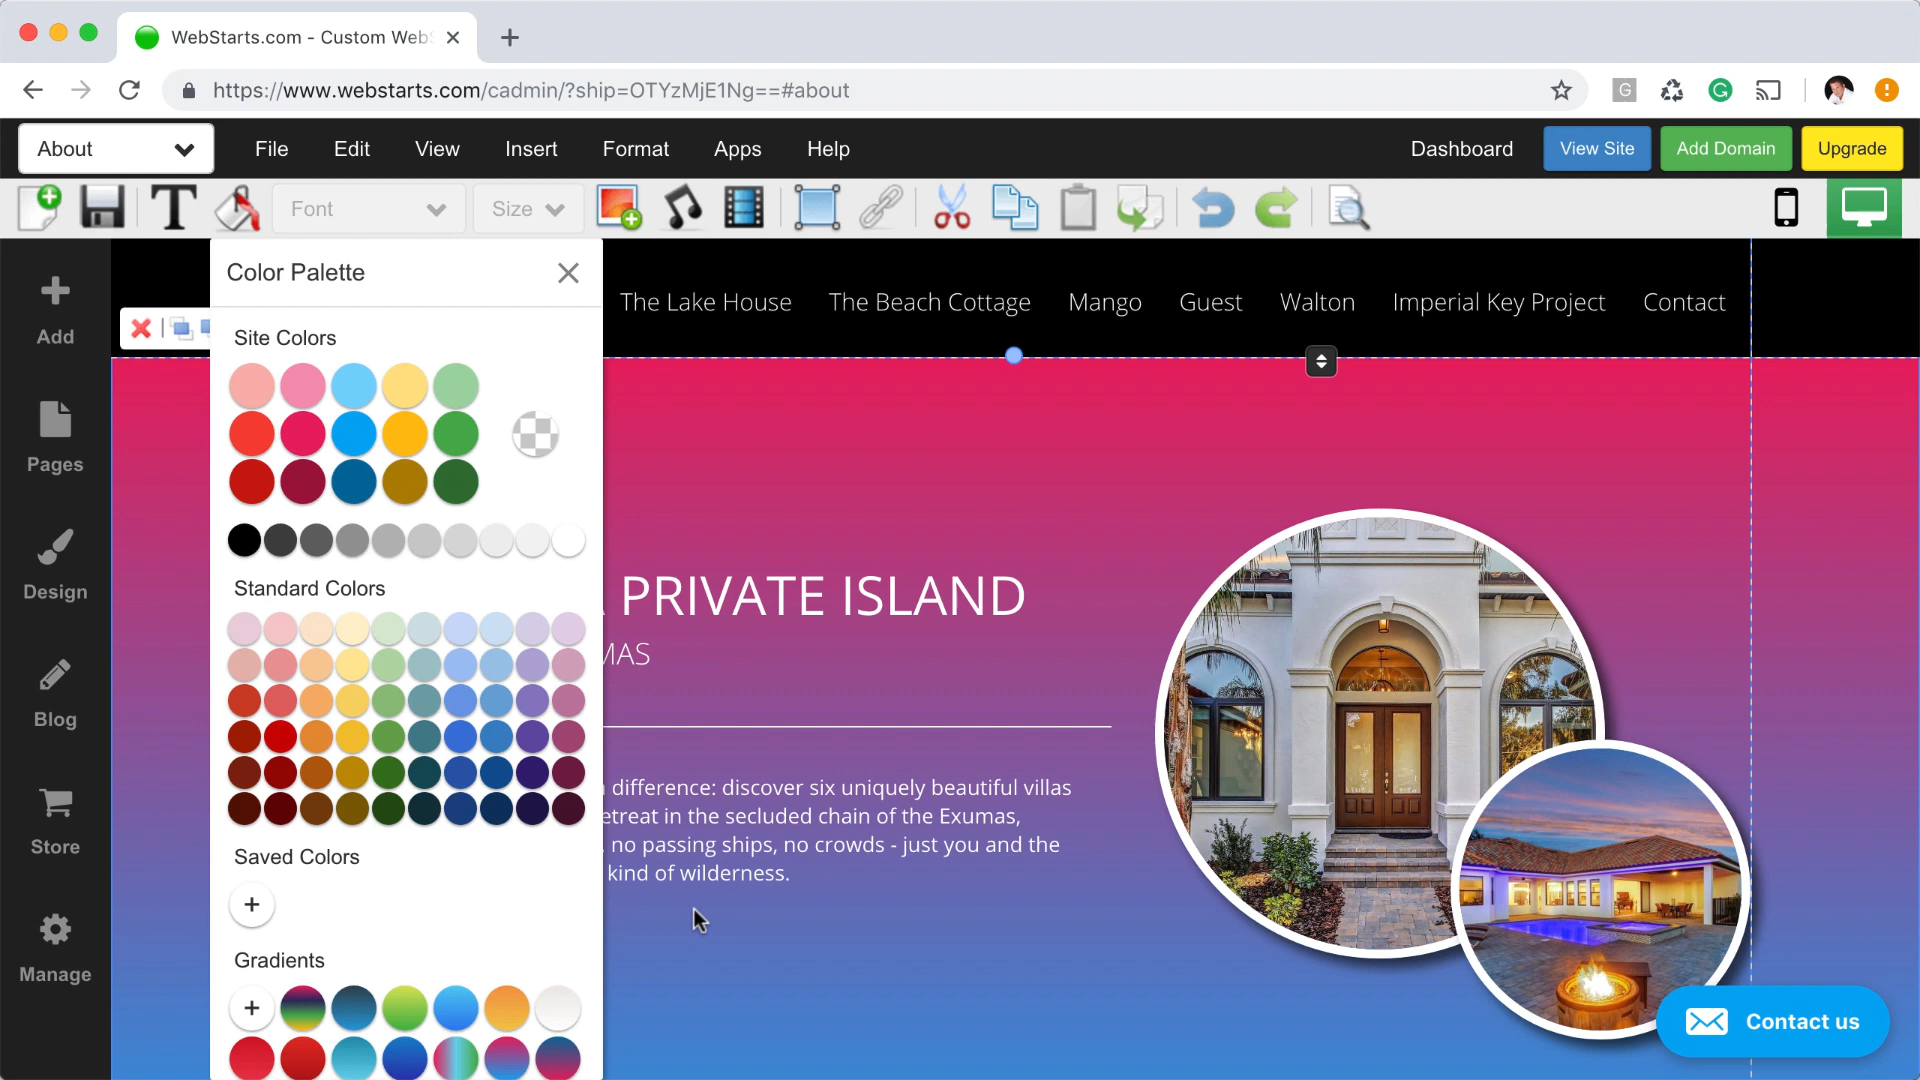 WebStarts.com - Custom Web
https://www.webstarts.com/cadmin/?ship=OTYzMjE1Ng==#about
About
File Edit View Insert Format Apps Help
Dashboard View Site Add Domain Upgrade
Font Size
Color Palette
The Lake House The Beach Cottage Mango Guest Walton Imperial Key Project Contact
Add
Pages
Design
Blog
Store
Manage
Site Colors
Standard Colors
Saved Colors
Gradients
PRIVATE ISLAND
MAS
difference: discover six uniquely beautiful villas
etreat in the secluded chain of the Exumas,
no passing ships, no crowds - just you and the
kind of wilderness.
Contact us